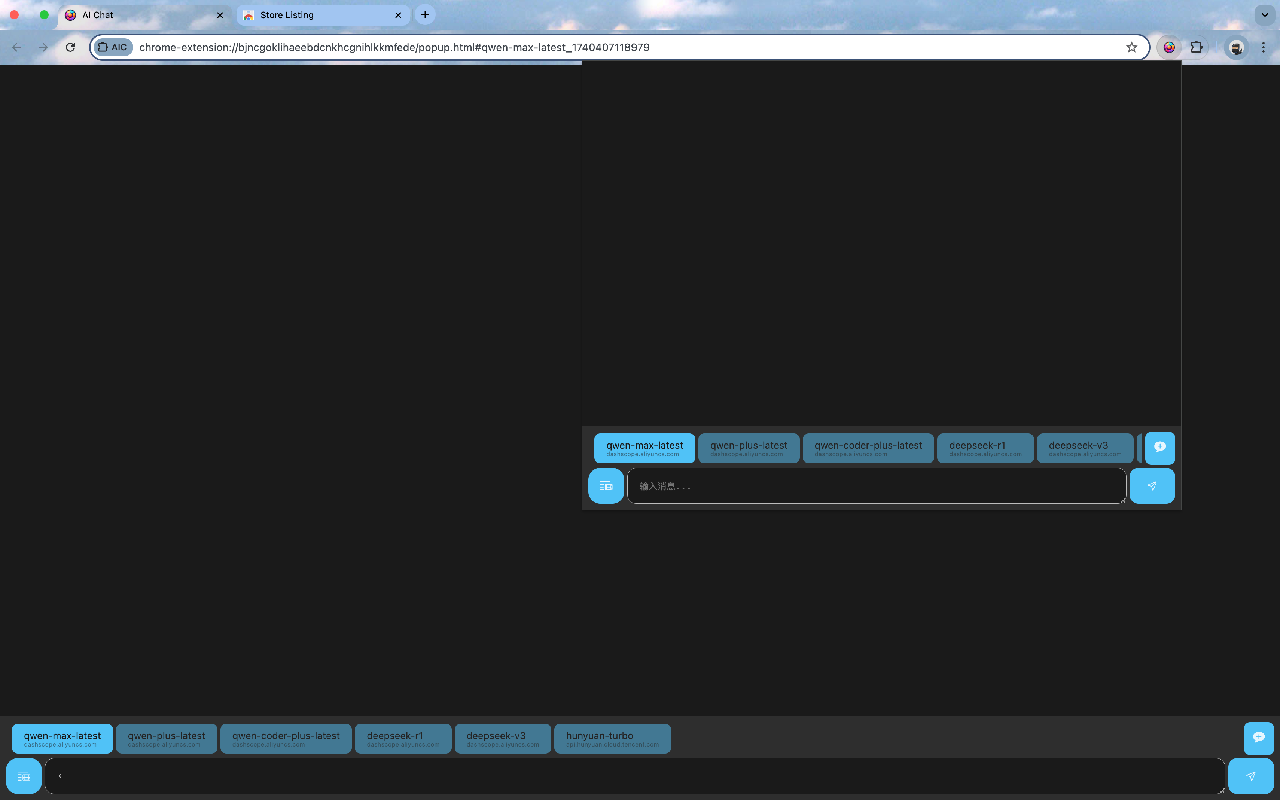 AI Chat
Store Listing
AIC
chrome-extension://bjncgoklihaeebdcnkhcgnihlkkmfede/popup.html#qwen-max-latest_1740407118979
qwen-max-latest
dashscope.aliyuncs.com
qwen-plus-latest
dashscope.aliyuncs.com
qwen-coder-plus-latest
dashscope.aliyuncs.com
deepseek-r1
dashscope.aliyuncs.com
deepseek-v3
dashscope.aliyuncs.com
输入消息...
qwen-max-latest
dashscope.aliyuncs.com
qwen-plus-latest
dashscope.aliyuncs.com
qwen-coder-plus-latest
dashscope.aliyuncs.com
deepseek-r1
dashscope.aliyuncs.com
deepseek-v3
dashscope.aliyuncs.com
hunyuan-turbo
api.hunyuan.cloud.tencent.com